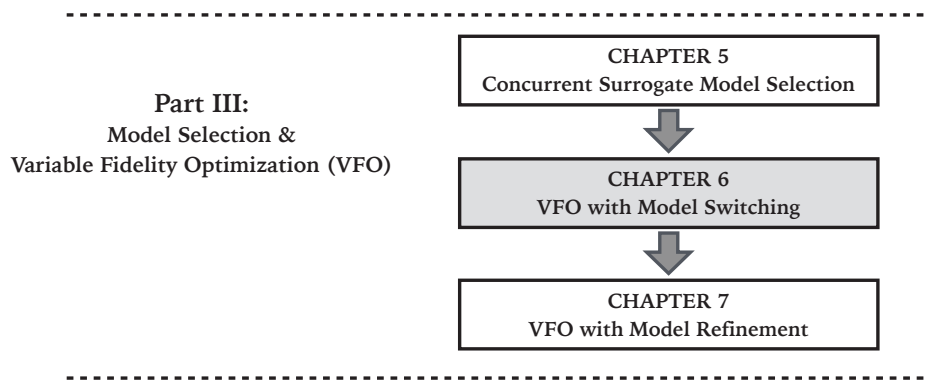 Part III:
Model Selection &
Variable Fidelity Optimization (VFO)
CHAPTER 5
Concurrent Surrogate Model Selection
CHAPTER 6
VFO with Model Switching
CHAPTER 7
VFO with Model Refinement